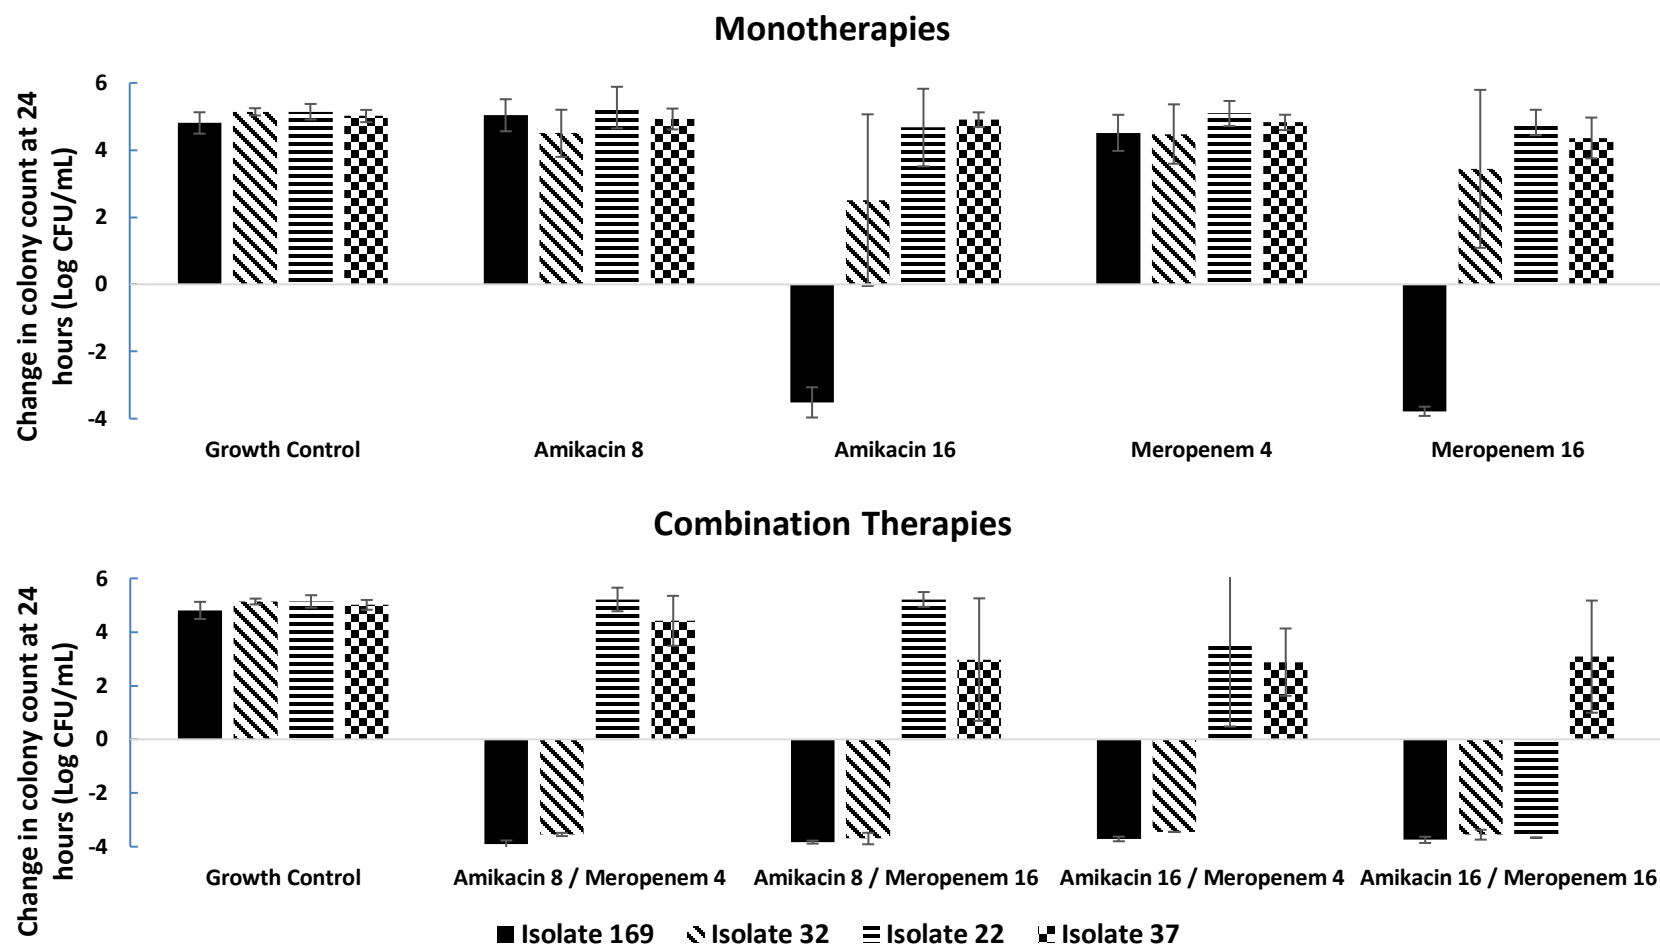 Monotherapies
Change in colony count at 24
hours (Log CFU/mL)
6
4
2
0
-2
-4
Growth Control
Amikacin 8
Amikacin 16
Meropenem 4
Meropenem 16
Combination Therapies
Change in colony count at 24
hours (Log CFU/mL)
6
4
2
0
-2
-4
Growth Control
Amikacin 8 / Meropenem 4
Amikacin 8 / Meropenem 16
Amikacin 16 / Meropenem 4
Amikacin 16 / Meropenem 16
Isolate 169
Isolate 32
Isolate 22
Isolate 37